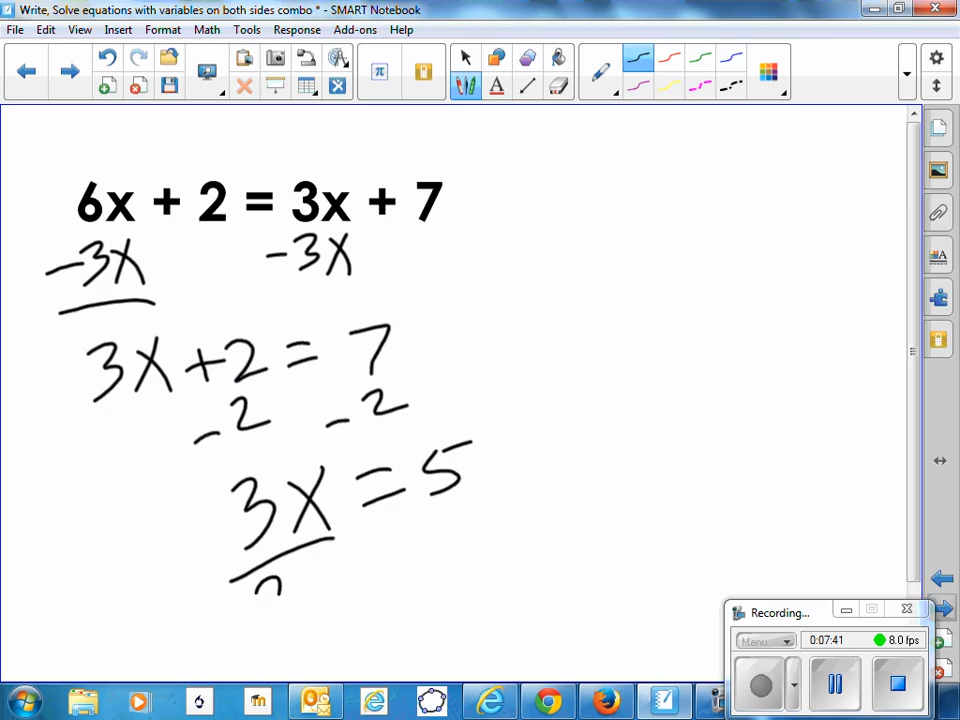 Write, Solve equations with variables on both sides combo * - SMART Notebook
File Edit View Insert Format Math Tools Response Add-ons Help
6x + 2 = 3x + 7
-3x -3x
3x+2 = 7
-2 -2
3x = 5
Recording...
Menu 0:07:41 8.0 fps